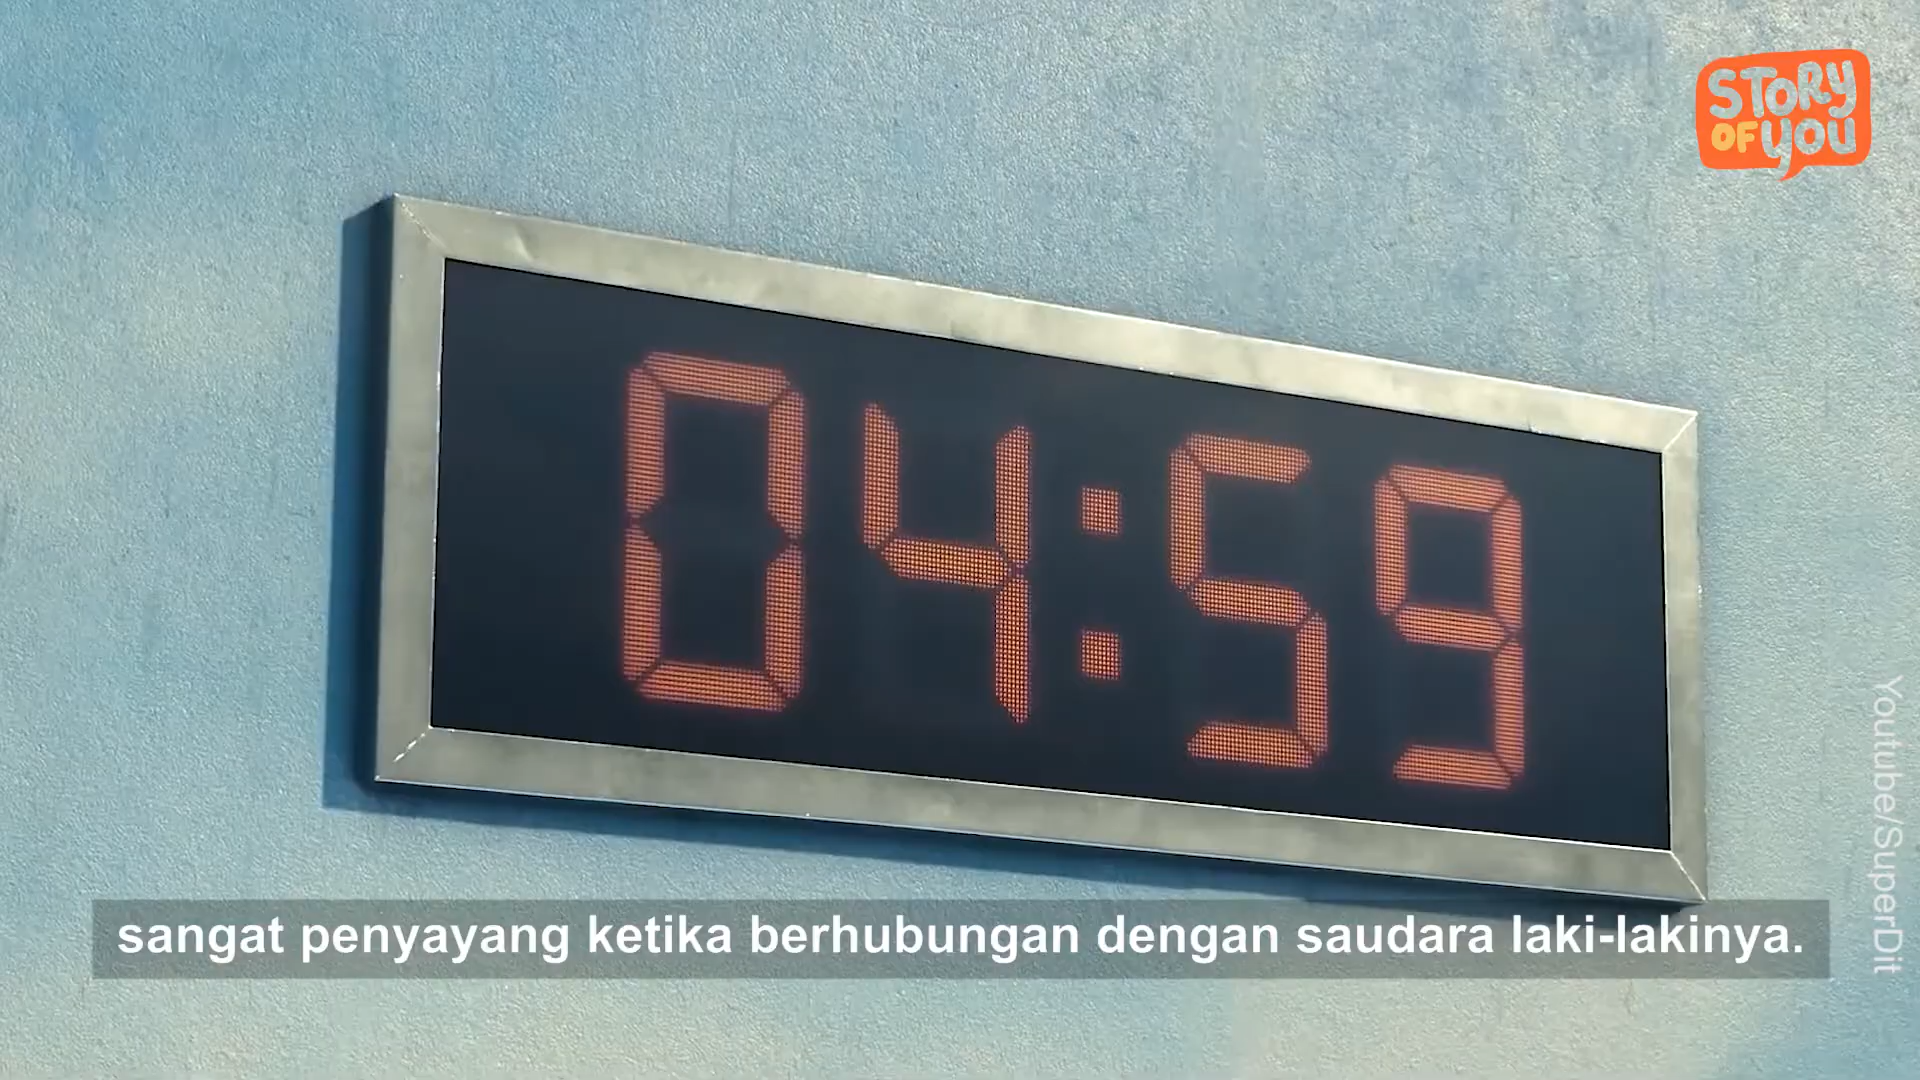 STORY
OF YOU
04:59
Youtube/SuperDit
sangat penyayang ketika berhubungan dengan saudara laki-lakinya.